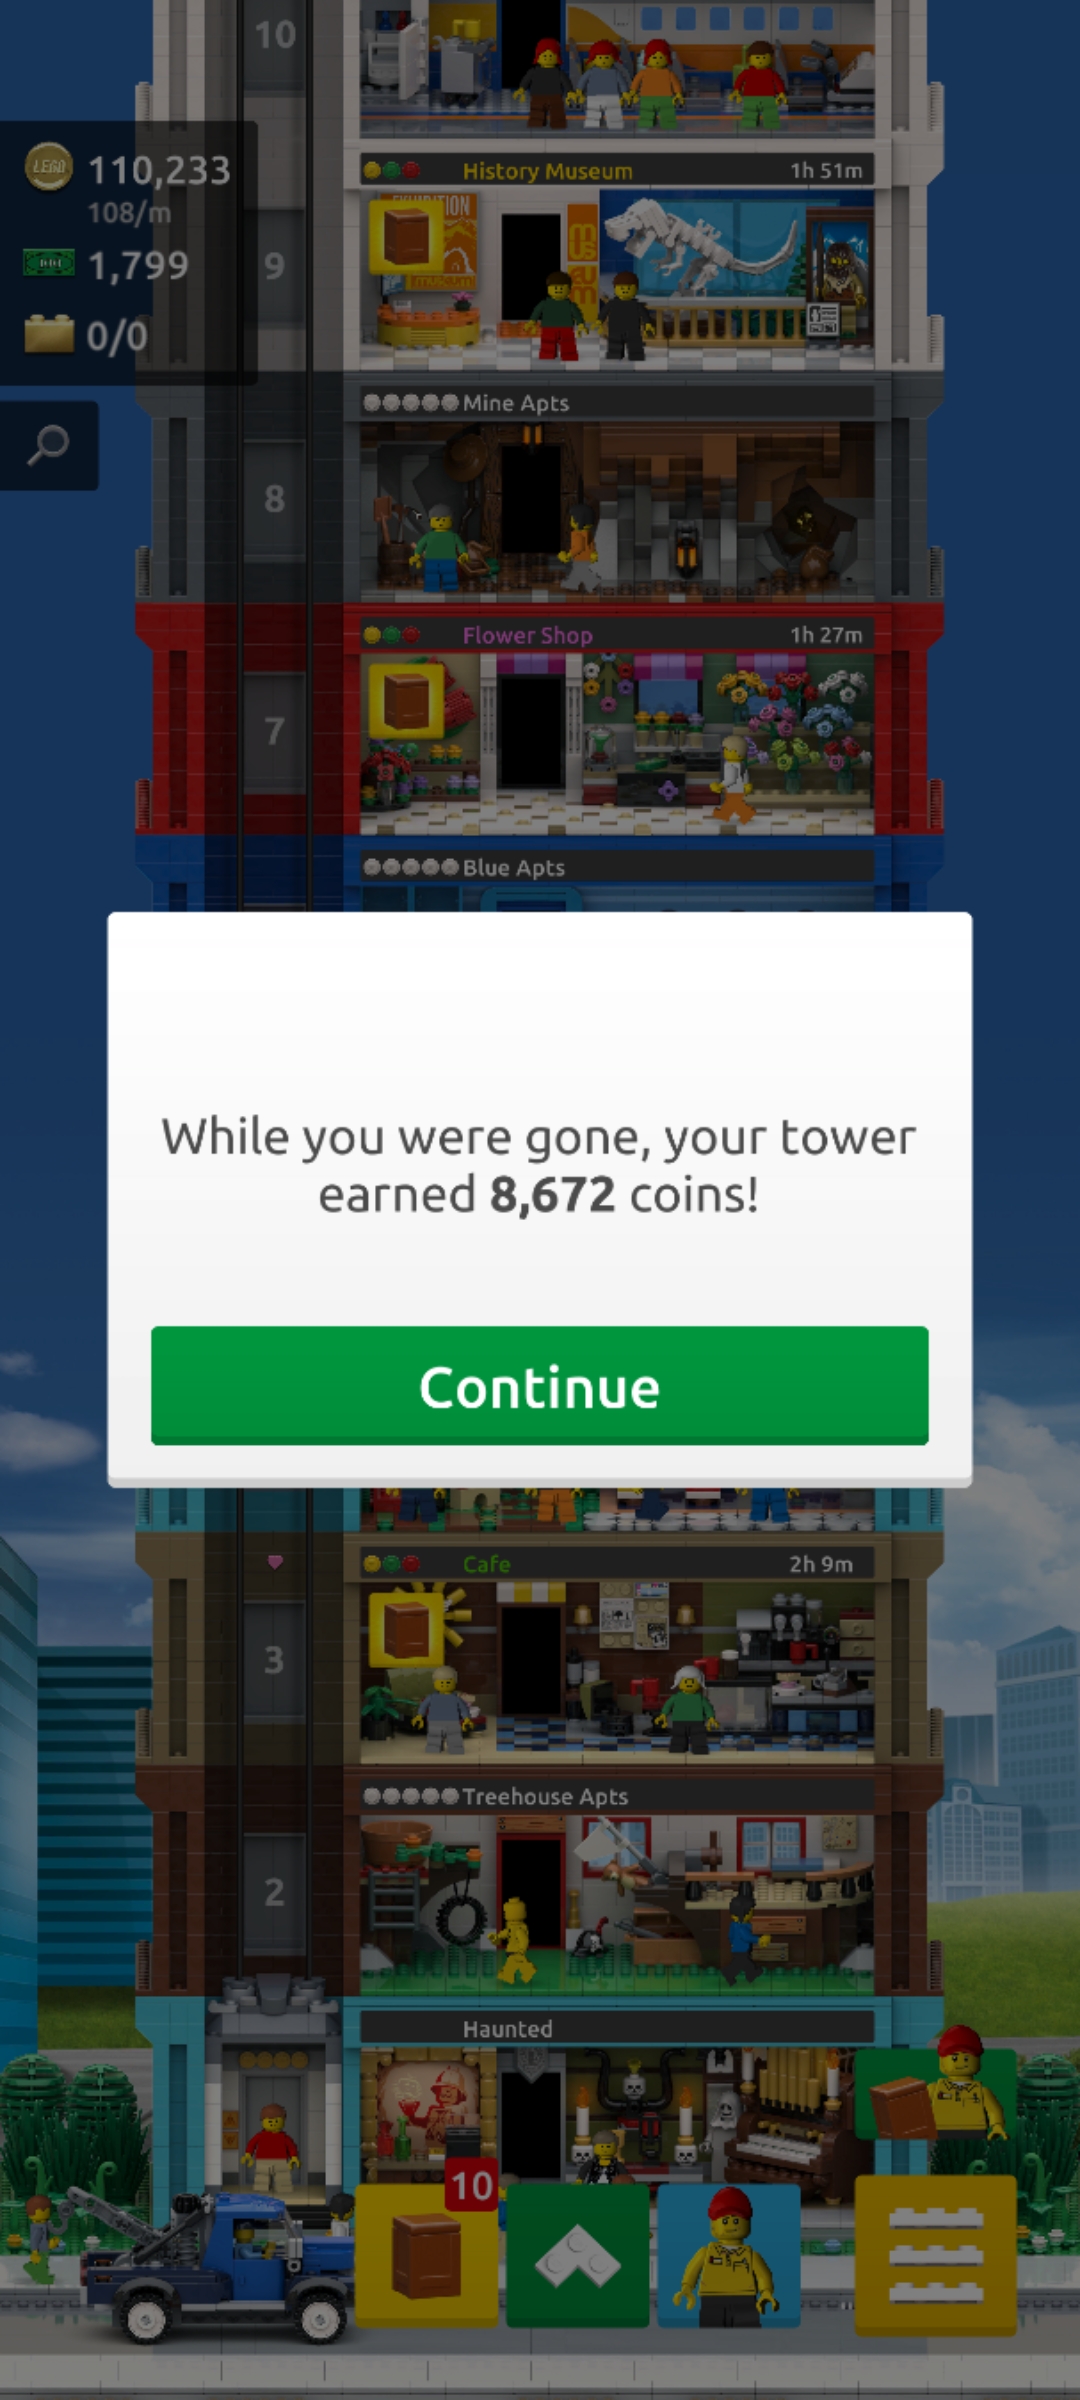 10
LEGO
110,233
108/m
1,799
0/0
History Museum 1h 51m
EXHIBITION
museum
9
Mine Apts
8
Flower Shop 1h 27m
7
Blue Apts
While you were gone, your tower
earned 8,672 coins!
Continue
Cafe 2h 9m
3
Treehouse Apts
2
Haunted
10